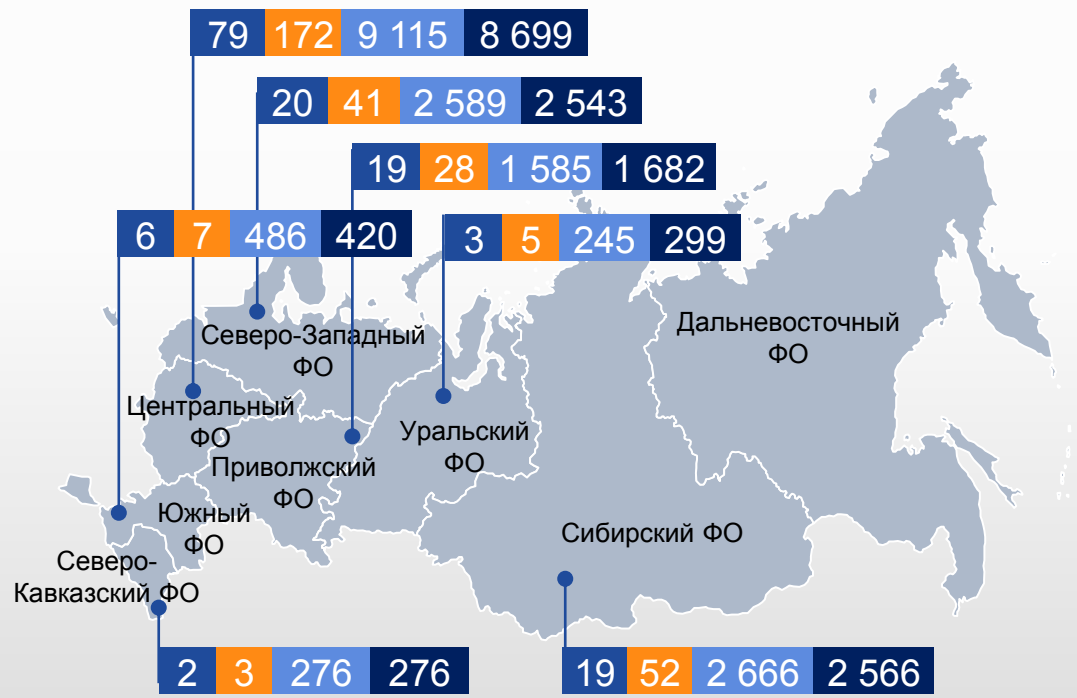 79 172 9 115 8 699
20 41 2 589 2 543
19 28 1 585 1 682
6 7 486 420
3 5 245 299
Северо-Западный
ФО
Дальневосточный
ФО
Центральный
ФО
Уральский
ФО
Приволжский
ФО
Южный
ФО
Сибирский ФО
Северо-
Кавказский ФО
2 3 276 276
19 52 2 666 2 566